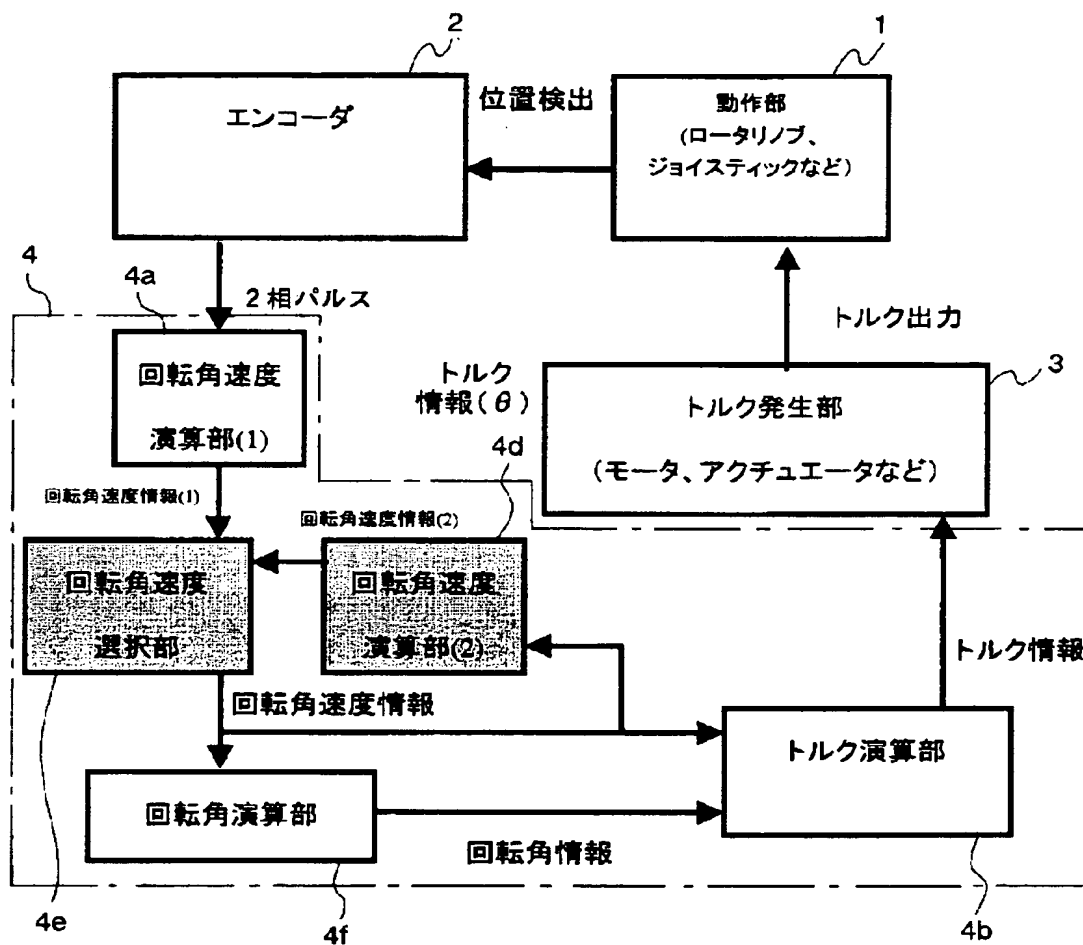 2
1
エンコーダ
位置検出
動作部
(ロータリノブ、
ジョイスティックなど)
4
4a
2相パルス
トルク出力
回転角速度
演算部(1)
トルク
情報(θ)
3
トルク発生部
(モータ、アクチュエータなど)
4d
回転角速度情報(1)
回転角速度情報(2)
回転角速度
選択部
回転角速度
演算部(2)
トルク情報
回転角速度情報
トルク演算部
回転角演算部
回転角情報
4e
4f
4b